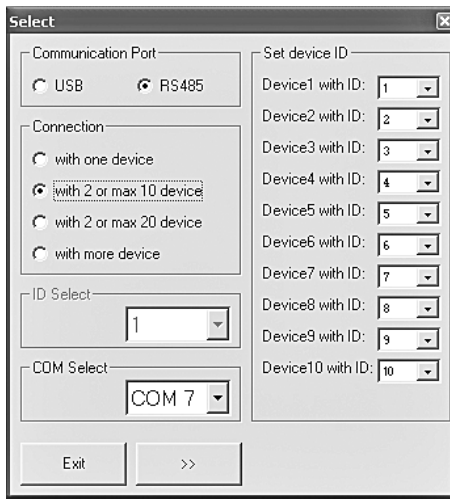 Select
Communication Port
USB
RS485
Connection
with one device
with 2 or max 10 device
with 2 or max 20 device
with more device
ID Select
1
COM Select
COM 7
Exit
>>
Set device ID
Device1 with ID: 1
Device2 with ID: 2
Device3 with ID: 3
Device4 with ID: 4
Device5 with ID: 5
Device6 with ID: 6
Device7 with ID: 7
Device8 with ID: 8
Device9 with ID: 9
Device10 with ID: 10